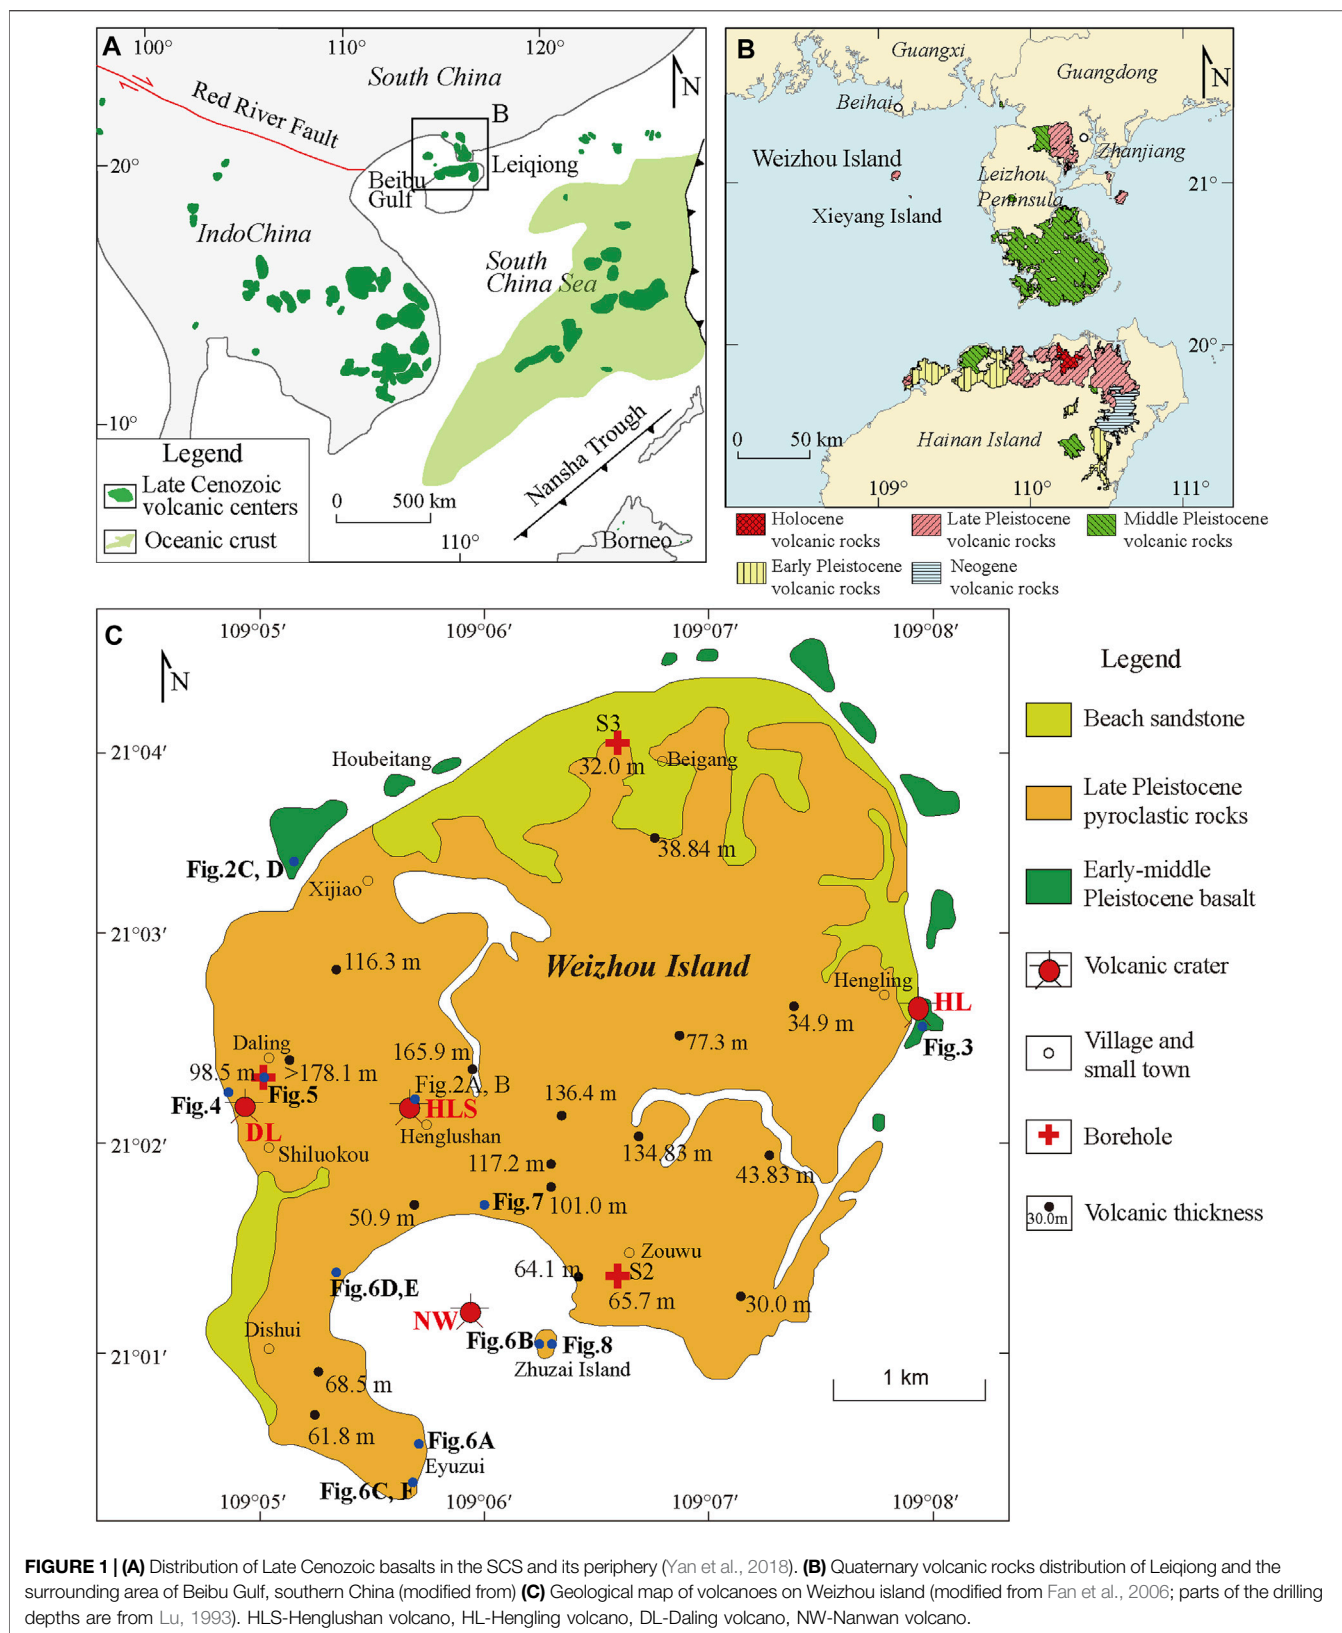 A
100°
110°
120°
South China
N
Red River Fault
B
20°
Leiqiong
Beibu
Gulf
IndoChina
South
China Sea
10°
Nansha Trough
Legend
Late Cenozoic
volcanic centers
Oceanic crust
0
500 km
110°
Borneo
B
Guangxi
Guangdong
N
Beihai
Zhanjiang
Weizhou Island
Leizhou
Peninsula
21°
Xieyang Island
20°
Hainan Island
0
50 km
109°
110°
111°
Holocene
volcanic rocks
Late Pleistocene
volcanic rocks
Middle Pleistocene
volcanic rocks
Early Pleistocene
volcanic rocks
Neogene
volcanic rocks
C
109°05′
109°06′
109°07′
109°08′
N
S3
21°04′
Houbeitang
32.0 m
Beigang
38.84 m
Fig.2C, D
Xijiao
21°03′
116.3 m
Weizhou Island
Hengling
HL
34.9 m
77.3 m
Fig.3
Daling
165.9 m
98.5 m
>178.1 m
Fig.2A, B
136.4 m
Fig.4
Fig.5
HLS
DL
Henglushan
21°02′
Shiluokou
134.83 m
117.2 m
43.83 m
50.9 m
Fig.7
101.0 m
Zouwu
64.1 m
S2
Fig.6D,E
65.7 m
30.0 m
NW
Dishui
Fig.6B
Fig.8
21°01′
Zhuzai Island
1 km
68.5 m
61.8 m
Fig.6A
Eyuzui
Fig.6C, F
109°05′
109°06′
109°07′
109°08′
Legend
Beach sandstone
Late Pleistocene
pyroclastic rocks
Early-middle
Pleistocene basalt
Volcanic crater
Village and
small town
Borehole
30.0m
Volcanic thickness
FIGURE 1 | (A) Distribution of Late Cenozoic basalts in the SCS and its periphery (Yan et al., 2018). (B) Quaternary volcanic rocks distribution of Leiqiong and the
surrounding area of Beibu Gulf, southern China (modified from) (C) Geological map of volcanoes on Weizhou island (modified from Fan et al., 2006; parts of the drilling
depths are from Lu, 1993). HLS-Henglushan volcano, HL-Hengling volcano, DL-Daling volcano, NW-Nanwan volcano.